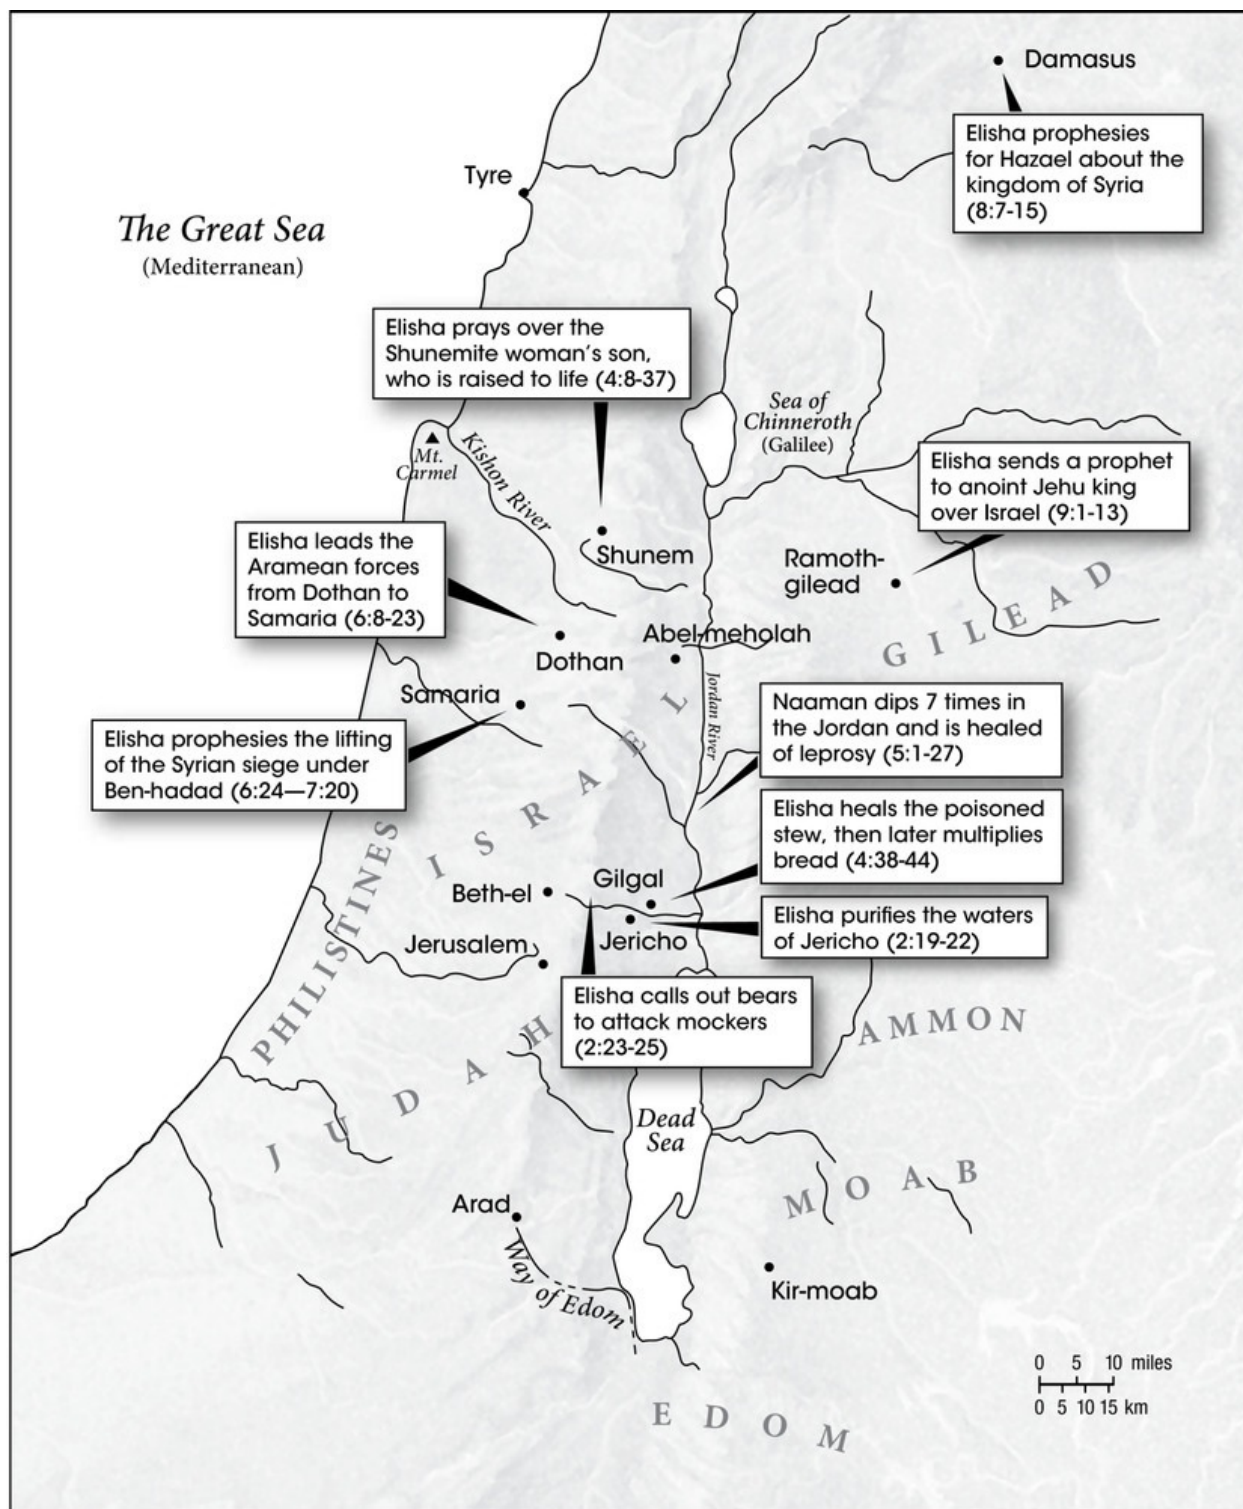 Damasus
Elisha prophesies
for Hazael about the
kingdom of Syria
(8:7-15)
Tyre
The Great Sea
(Mediterranean)
Elisha prays over the
Shunemite woman's son,
who is raised to life (4:8-37)
Sea of
Chinneroth
(Galilee)
Mt.
Carmel
Kishon River
Elisha sends a prophet
to anoint Jehu king
over Israel (9:1-13)
Elisha leads the
Aramean forces
from Dothan to
Samaria (6:8-23)
Shunem
Ramoth-
gilead
GILEAD
Abel-meholah
Dothan
Samaria
Jordan River
Elisha prophesies the lifting
of the Syrian siege under
Ben-hadad (6:24—7:20)
Naaman dips 7 times in
the Jordan and is healed
of leprosy (5:1-27)
ISRAEL
Elisha heals the poisoned
stew, then later multiplies
bread (4:38-44)
PHILISTINES
Beth-el
Gilgal
Jericho
Elisha purifies the waters
of Jericho (2:19-22)
Jerusalem
Elisha calls out bears
to attack mockers
(2:23-25)
AMMON
JUDAH
Dead
Sea
MOAB
Arad
Way of Edom
Kir-moab
0 5 10 miles
0 5 10 15 km
EDOM